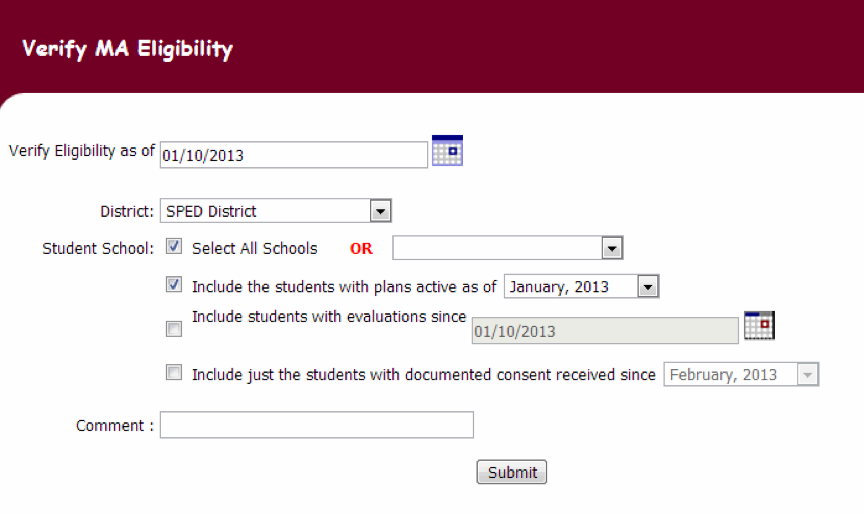 Verify MA Eligibility
Verify Eligibility as of 01/10/2013
District: SPED District
Student School: Select All Schools OR
Include the students with plans active as of January, 2013
Include students with evaluations since 01/10/2013
Include just the students with documented consent received since February, 2013
Comment :
Submit